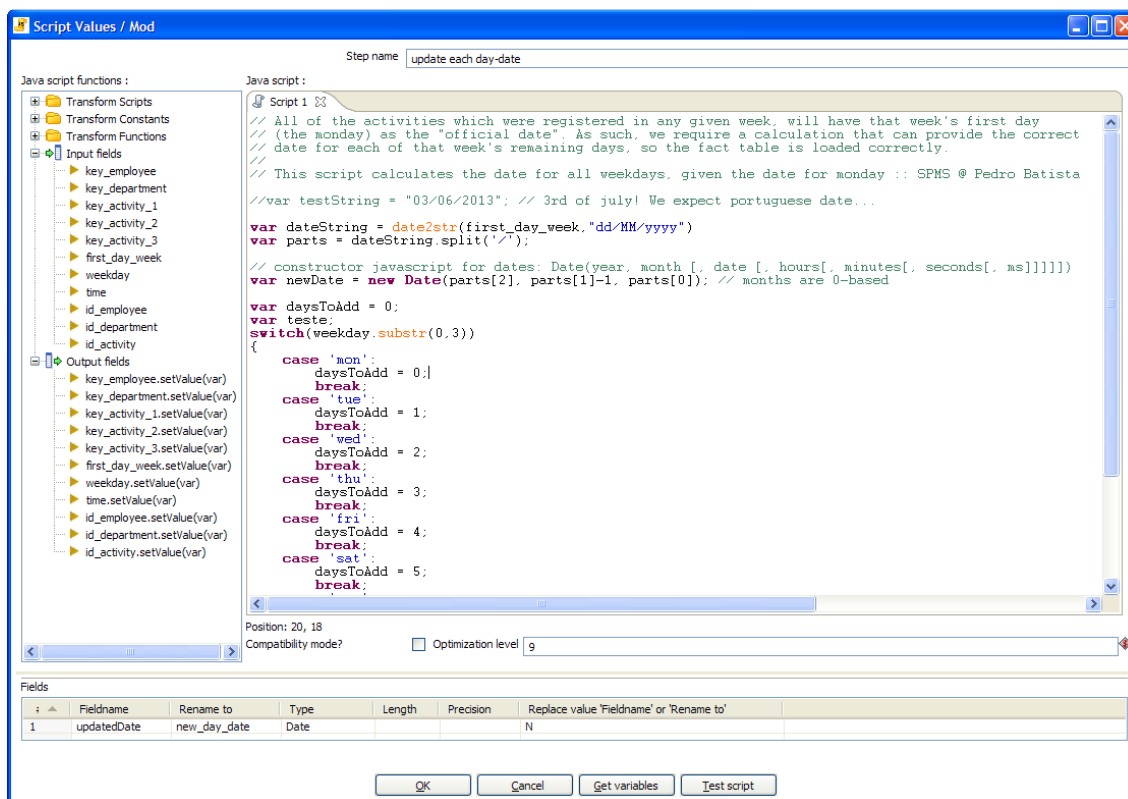 Script Values / Mod
Step name update each day-date
Java script functions :
Transform Scripts
Transform Constants
Transform Functions
Input fields
key_employee
key_department
key_activity_1
key_activity_2
key_activity_3
first_day_week
weekday
time
id_employee
id_department
id_activity
Output fields
key_employee.setValue(var)
key_department.setValue(var)
key_activity_1.setValue(var)
key_activity_2.setValue(var)
key_activity_3.setValue(var)
first_day_week.setValue(var)
weekday.setValue(var)
time.setValue(var)
id_employee.setValue(var)
id_department.setValue(var)
id_activity.setValue(var)
Java script :
Script 1
// All of the activities which were registered in any given week, will have that week's first day
// (the monday) as the "official date". As such, we require a calculation that can provide the correct
// date for each of that week's remaining days, so the fact table is loaded correctly.
//
// This script calculates the date for all weekdays, given the date for monday :: SPMS @ Pedro Batista
//var testString = "03/06/2013"; // 3rd of july! We expect portuguese date...
var dateString = date2str(first_day_week,"dd/MM/yyyy")
var parts = dateString.split('/');
// constructor javascript for dates: Date(year, month [, date [, hours[, minutes[, seconds[, ms]]]]])
var newDate = new Date(parts[2], parts[1]-1, parts[0]); // months are 0-based
var daysToAdd = 0;
var teste;
switch(weekday.substr(0,3))
{
case 'mon':
daysToAdd = 0;
break;
case 'tue':
daysToAdd = 1;
break;
case 'wed':
daysToAdd = 2;
break;
case 'thu':
daysToAdd = 3;
break;
case 'fri':
daysToAdd = 4;
break;
case 'sat':
daysToAdd = 5;
break;
Position: 20, 18
Compatibility mode? Optimization level 9
Fields
: Fieldname Rename to Type Length Precision Replace value 'Fieldname' or 'Rename to'
1 updatedDate new_day_date Date N
OK Cancel Get variables Test script